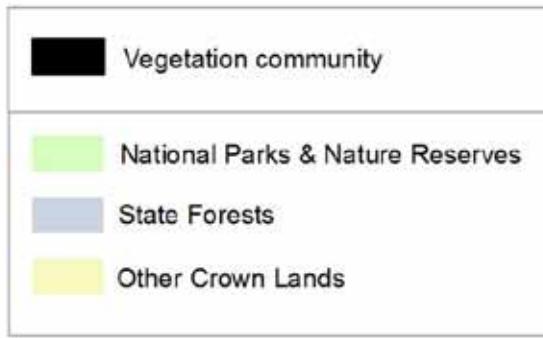 Vegetation community
National Parks & Nature Reserves
State Forests
Other Crown Lands